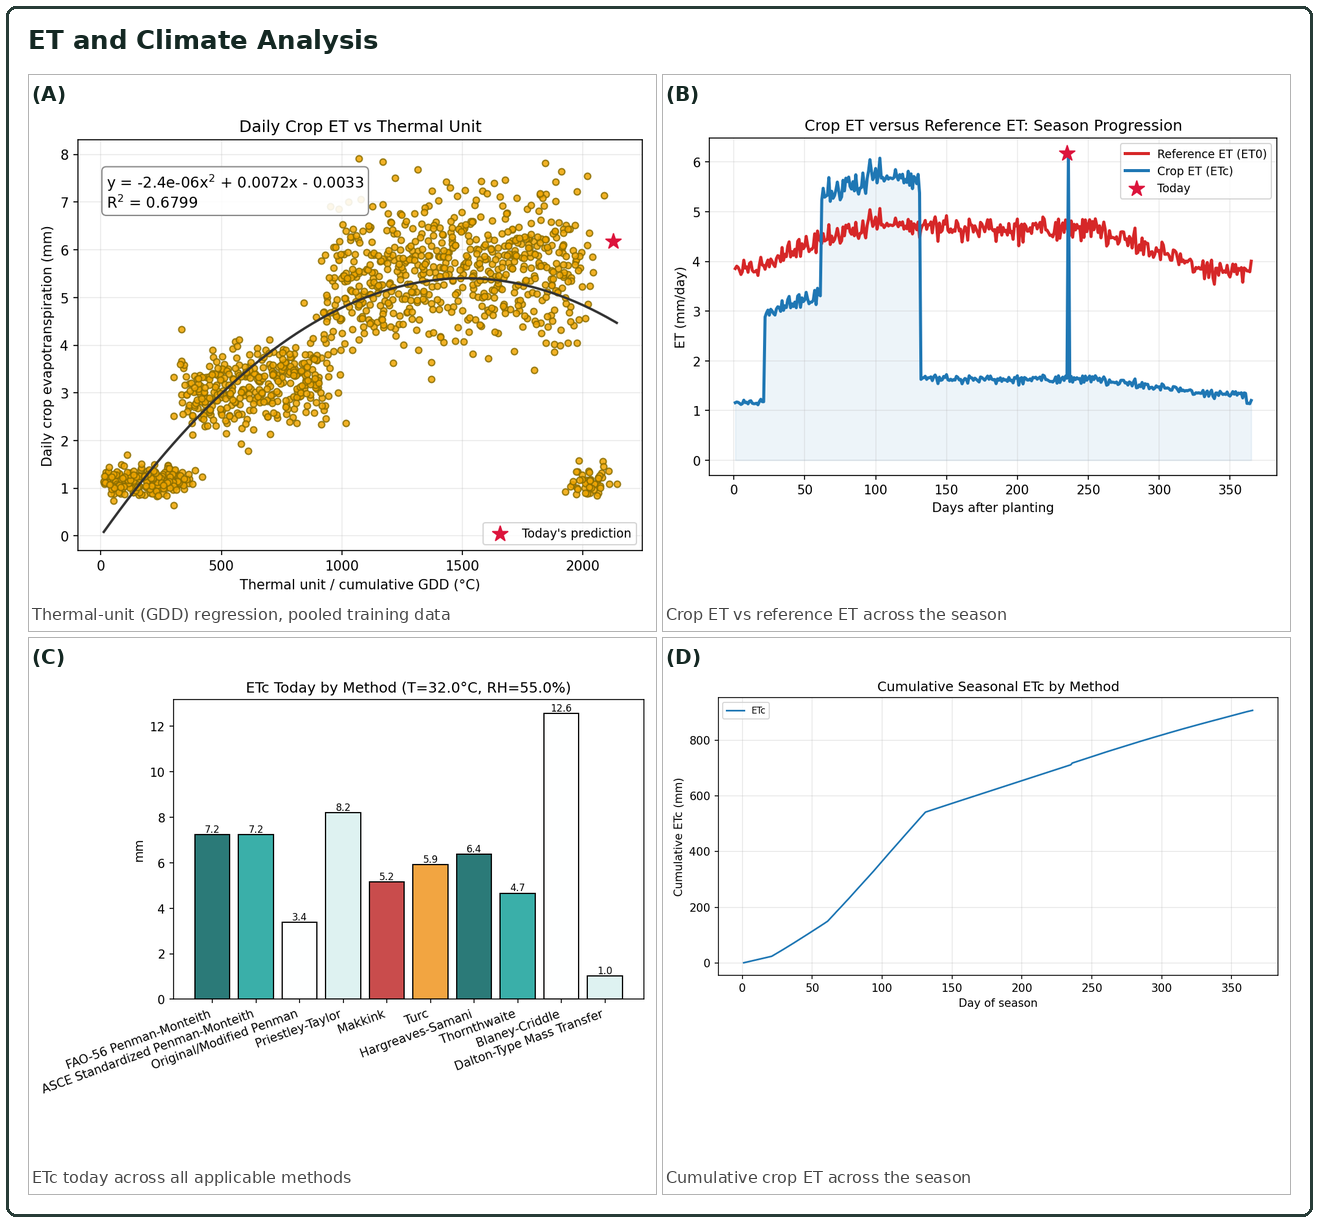 ET and Climate Analysis
(A)
Daily Crop ET vs Thermal Unit
y = -2.4e-06x² + 0.0072x - 0.0033
R² = 0.6799
Daily crop evapotranspiration (mm)
8
7
6
5
4
3
2
1
0
Today's prediction
0 500 1000 1500 2000
Thermal unit / cumulative GDD (°C)
Thermal-unit (GDD) regression, pooled training data
(B)
Crop ET versus Reference ET: Season Progression
Reference ET (ET0)
Crop ET (ETc)
Today
ET (mm/day)
6
5
4
3
2
1
0
0 50 100 150 200 250 300 350
Days after planting
Crop ET vs reference ET across the season
(C)
ETc Today by Method (T=32.0°C, RH=55.0%)
mm
12
10
8
6
4
2
0
7.2
7.2
3.4
8.2
5.2
5.9
6.4
4.7
12.6
1.0
FAO-56 Penman-Monteith
ASCE Standardized Penman-Monteith
Original/Modified Penman
Priestley-Taylor
Makkink
Turc
Hargreaves-Samani
Thornthwaite
Blaney-Criddle
Dalton-Type Mass Transfer
ETc today across all applicable methods
(D)
Cumulative Seasonal ETc by Method
ETc
Cumulative ETc (mm)
800
600
400
200
0
0 50 100 150 200 250 300 350
Day of season
Cumulative crop ET across the season